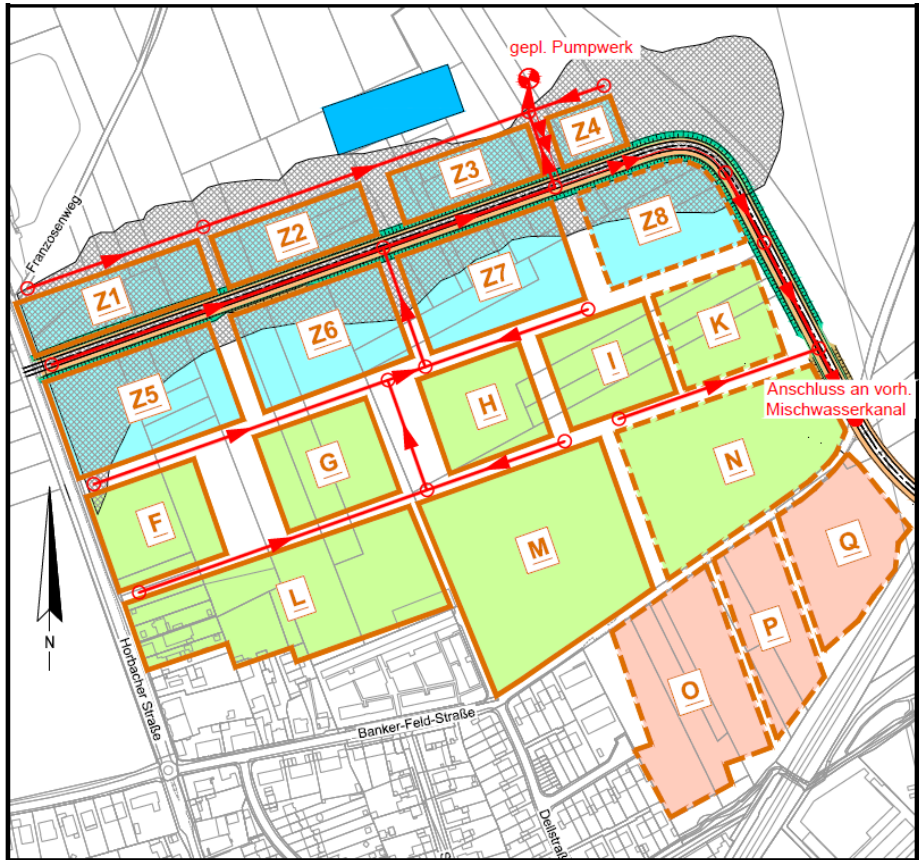 gepl. Pumpwerk
Z4
Z3
Z2
Z1
Franzosenweg
Z8
Z7
Z6
Z5
K
I
H
G
F
Anschluss an vorh.
Mischwasserkanal
N
M
L
Q
P
O
N
Horbacher Straße
Banker-Feld-Straße